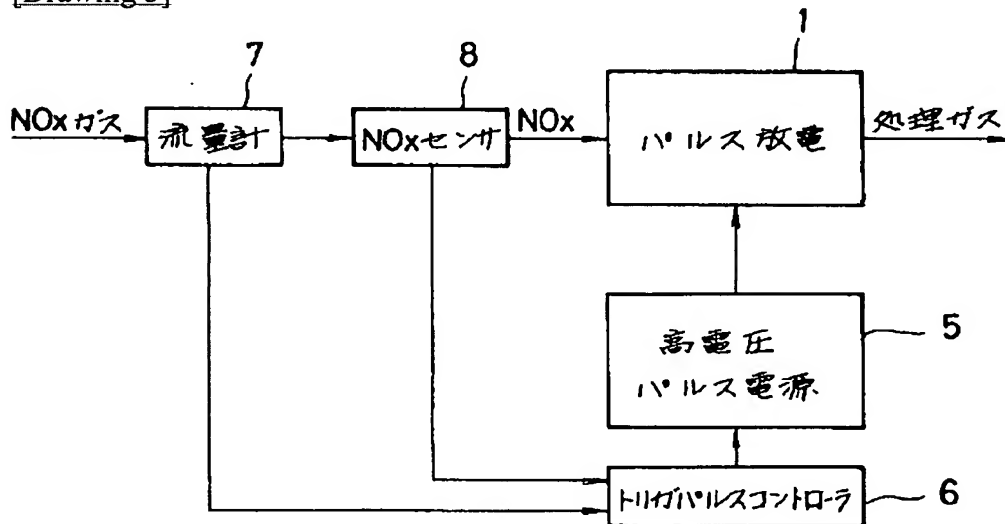 [Drawing 3]
7
8
1
NOxガス
流量計
NOxセンサ
NOx
パルス放電
処理ガス
高電圧
パルス電源
5
トリガパルスコントローラ
6